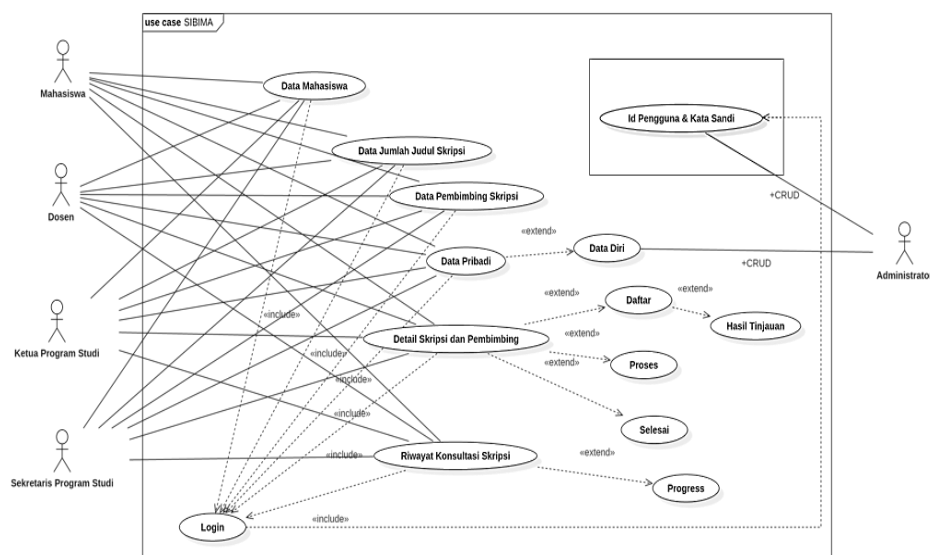 use case SIBIMA
Mahasiswa
Data Mahasiswa
Id Pengguna & Kata Sandi
Data Jumlah Judul Skripsi
Dosen
Data Pembimbing Skripsi
+CRUD
«extend»
Data Diri
Data Pribadi
+CRUD
Administrator
«extend»
«extend»
Daftar
«include»
Hasil Tinjauan
Ketua Program Studi
«extend»
Detail Skripsi dan Pembimbing
«include»
«extend»
Proses
«include»
«include»
Selesai
«include»
Riwayat Konsultasi Skripsi
«extend»
Sekretaris Program Studi
Progress
«include»
Login